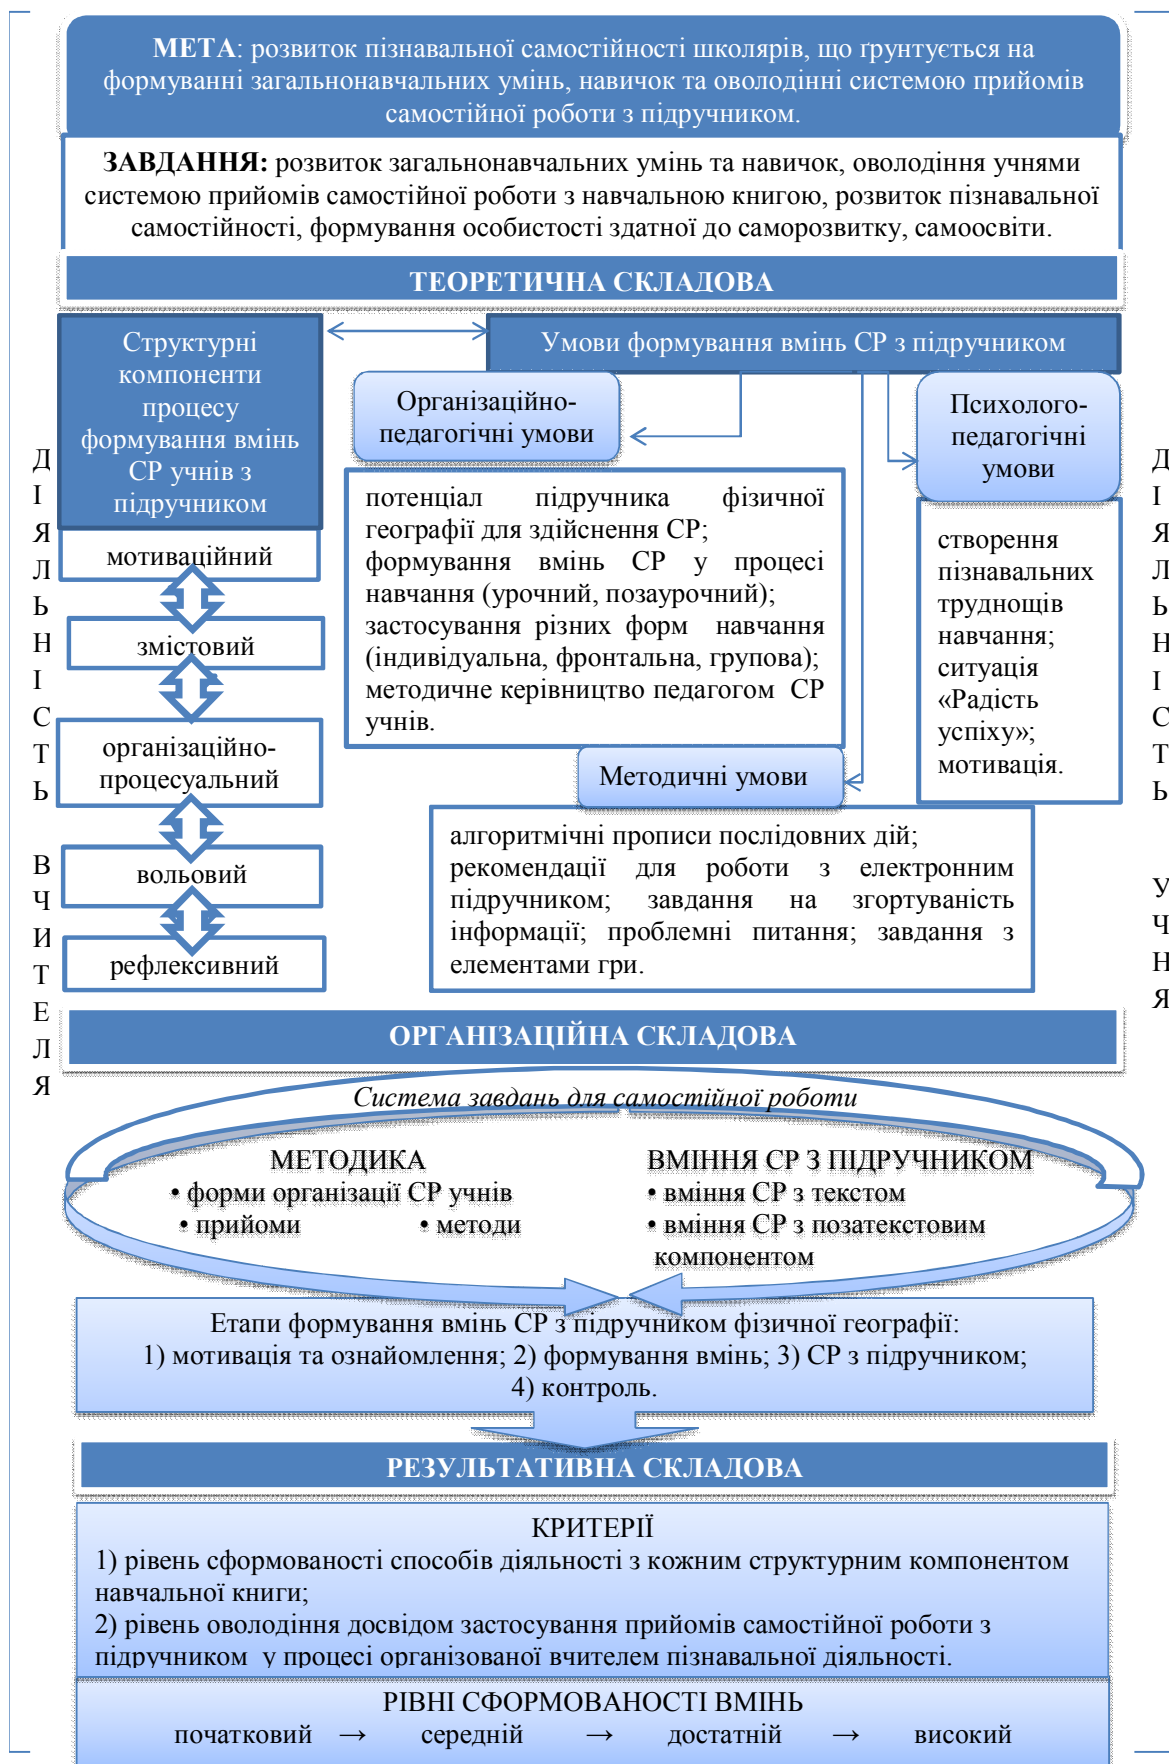 МЕТА: розвиток пізнавальної самостійності школярів, що ґрунтується на
формуванні загальнонавчальних умінь, навичок та оволодінні системою прийомів
самостійної роботи з підручником.
ЗАВДАННЯ: розвиток загальнонавчальних умінь та навичок, оволодіння учнями
системою прийомів самостійної роботи з навчальною книгою, розвиток пізнавальної
самостійності, формування особистості здатної до саморозвитку, самоосвіти.
ТЕОРЕТИЧНА СКЛАДОВА
Структурні
компоненти
процесу
формування вмінь
СР учнів з
підручником
мотиваційний
змістовий
організаційно-
процесуальний
вольовий
рефлексивний
Умови формування вмінь СР з підручником
Організаційно-
педагогічні умови
потенціал підручника фізичної
географії для здійснення СР;
формування вмінь СР у процесі
навчання (урочний, позаурочний);
застосування різних форм навчання
(індивідуальна, фронтальна, групова);
методичне керівництво педагогом СР
учнів.
Психолого-
педагогічні
умови
створення
пізнавальних
труднощів
навчання;
ситуація
«Радість
успіху»;
мотивація.
Методичні умови
алгоритмічні прописи послідовних дій;
рекомендації для роботи з електронним
підручником; завдання на згортуваність
інформації; проблемні питання; завдання з
елементами гри.
Д
І
Я
Л
Ь
Н
І
С
Т
Ь
В
Ч
И
Т
Е
Л
Я
Д
І
Я
Л
Ь
Н
І
С
Т
Ь
У
Ч
Н
Я
ОРГАНІЗАЦІЙНА СКЛАДОВА
Система завдань для самостійної роботи
МЕТОДИКА
• форми організації СР учнів
• прийоми • методи
ВМІННЯ СР З ПІДРУЧНИКОМ
• вміння СР з текстом
• вміння СР з позатекстовим
компонентом
Етапи формування вмінь СР з підручником фізичної географії:
1) мотивація та ознайомлення; 2) формування вмінь; 3) СР з підручником;
4) контроль.
РЕЗУЛЬТАТИВНА СКЛАДОВА
КРИТЕРІЇ
1) рівень сформованості способів діяльності з кожним структурним компонентом
навчальної книги;
2) рівень оволодіння досвідом застосування прийомів самостійної роботи з
підручником у процесі організованої вчителем пізнавальної діяльності.
РІВНІ СФОРМОВАНОСТІ ВМІНЬ
початковий → середній → достатній → високий